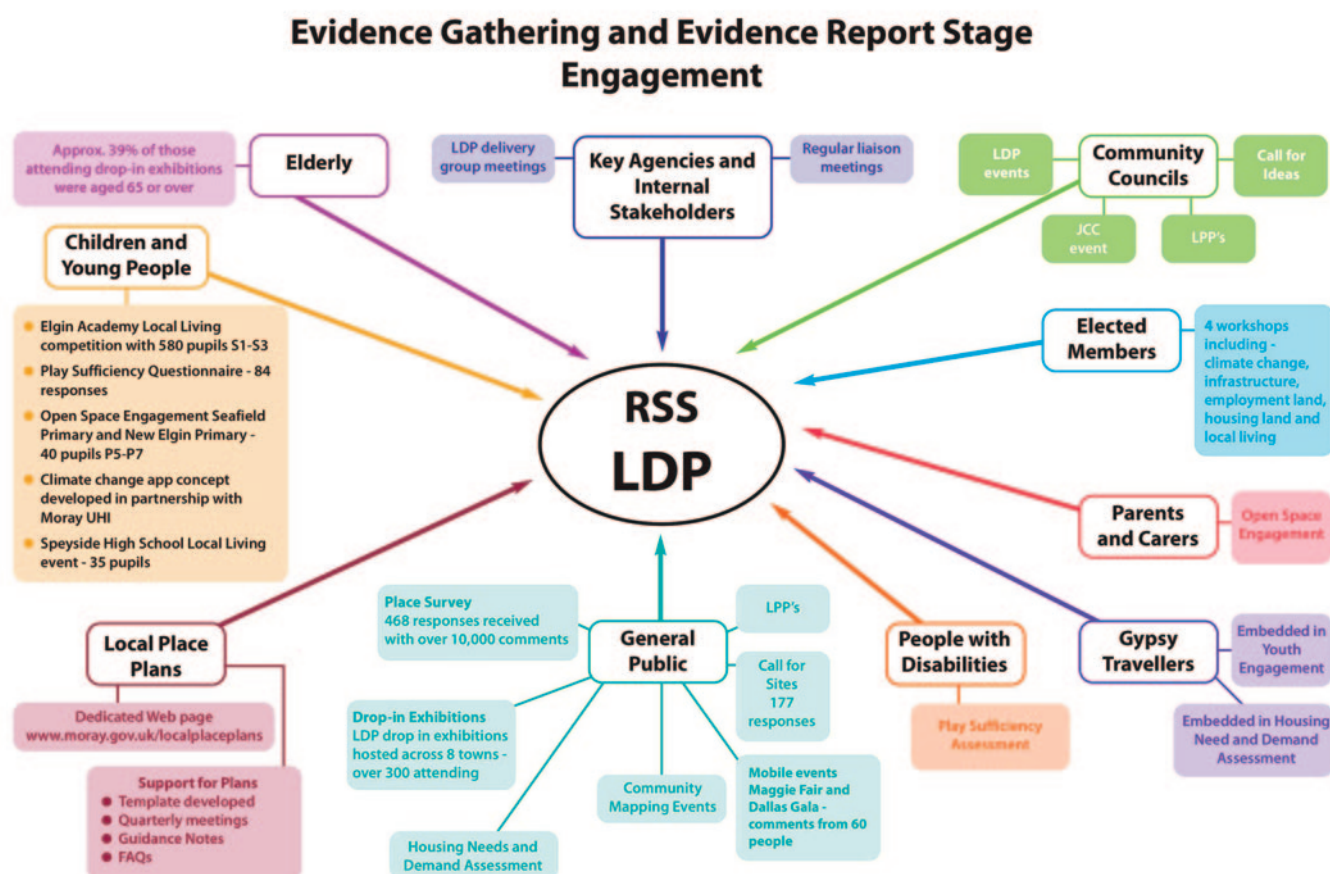 Evidence Gathering and Evidence Report Stage
Engagement
Approx. 39% of those
attending drop-in exhibitions
were aged 65 or over
Elderly
LDP delivery
group meetings
Key Agencies and
Internal
Stakeholders
Regular liaison
meetings
LDP
events
Community
Councils
Call for
Ideas
JCC
event
LPP's
Children and
Young People
Elgin Academy Local Living
competition with 580 pupils S1-S3
Play Sufficiency Questionnaire - 84
responses
Open Space Engagement Seafield
Primary and New Elgin Primary -
40 pupils P5-P7
Climate change app concept
developed in partnership with
Moray UHI
Speyside High School Local Living
event - 35 pupils
RSS
LDP
Elected
Members
4 workshops
including -
climate change,
infrastructure,
employment land,
housing land and
local living
Parents
and Carers
Open Space
Engagement
Local Place
Plans
Dedicated Web page
www.moray.gov.uk/localplaceplans
Support for Plans
Template developed
Quarterly meetings
Guidance Notes
FAQs
Place Survey
468 responses received
with over 10,000 comments
General
Public
LPP's
Call for
Sites
177
responses
Drop-in Exhibitions
LDP drop in exhibitions
hosted across 8 towns -
over 300 attending
Housing Needs and
Demand Assessment
Community
Mapping Events
Mobile events
Maggie Fair and
Dallas Gala -
comments from 60
people
People with
Disabilities
Play Sufficiency
Assessment
Gypsy
Travellers
Embedded in
Youth
Engagement
Embedded in Housing
Need and Demand
Assessment